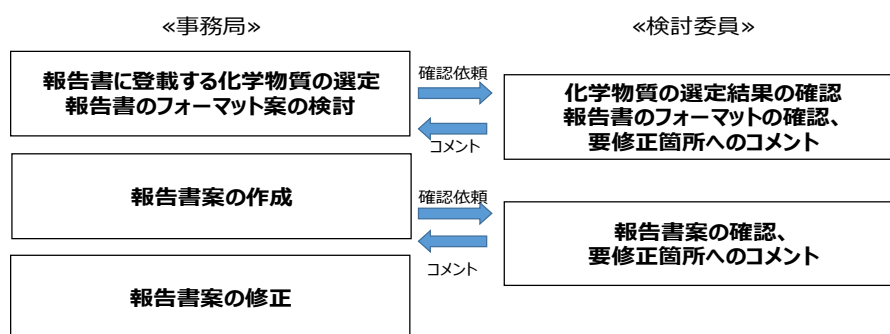 ≪事務局≫
≪検討委員≫
報告書に登載する化学物質の選定
報告書のフォーマット案の検討
確認依頼
コメント
化学物質の選定結果の確認
報告書のフォーマットの確認、
要修正箇所へのコメント
報告書案の作成
確認依頼
コメント
報告書案の確認、
要修正箇所へのコメント
報告書案の修正